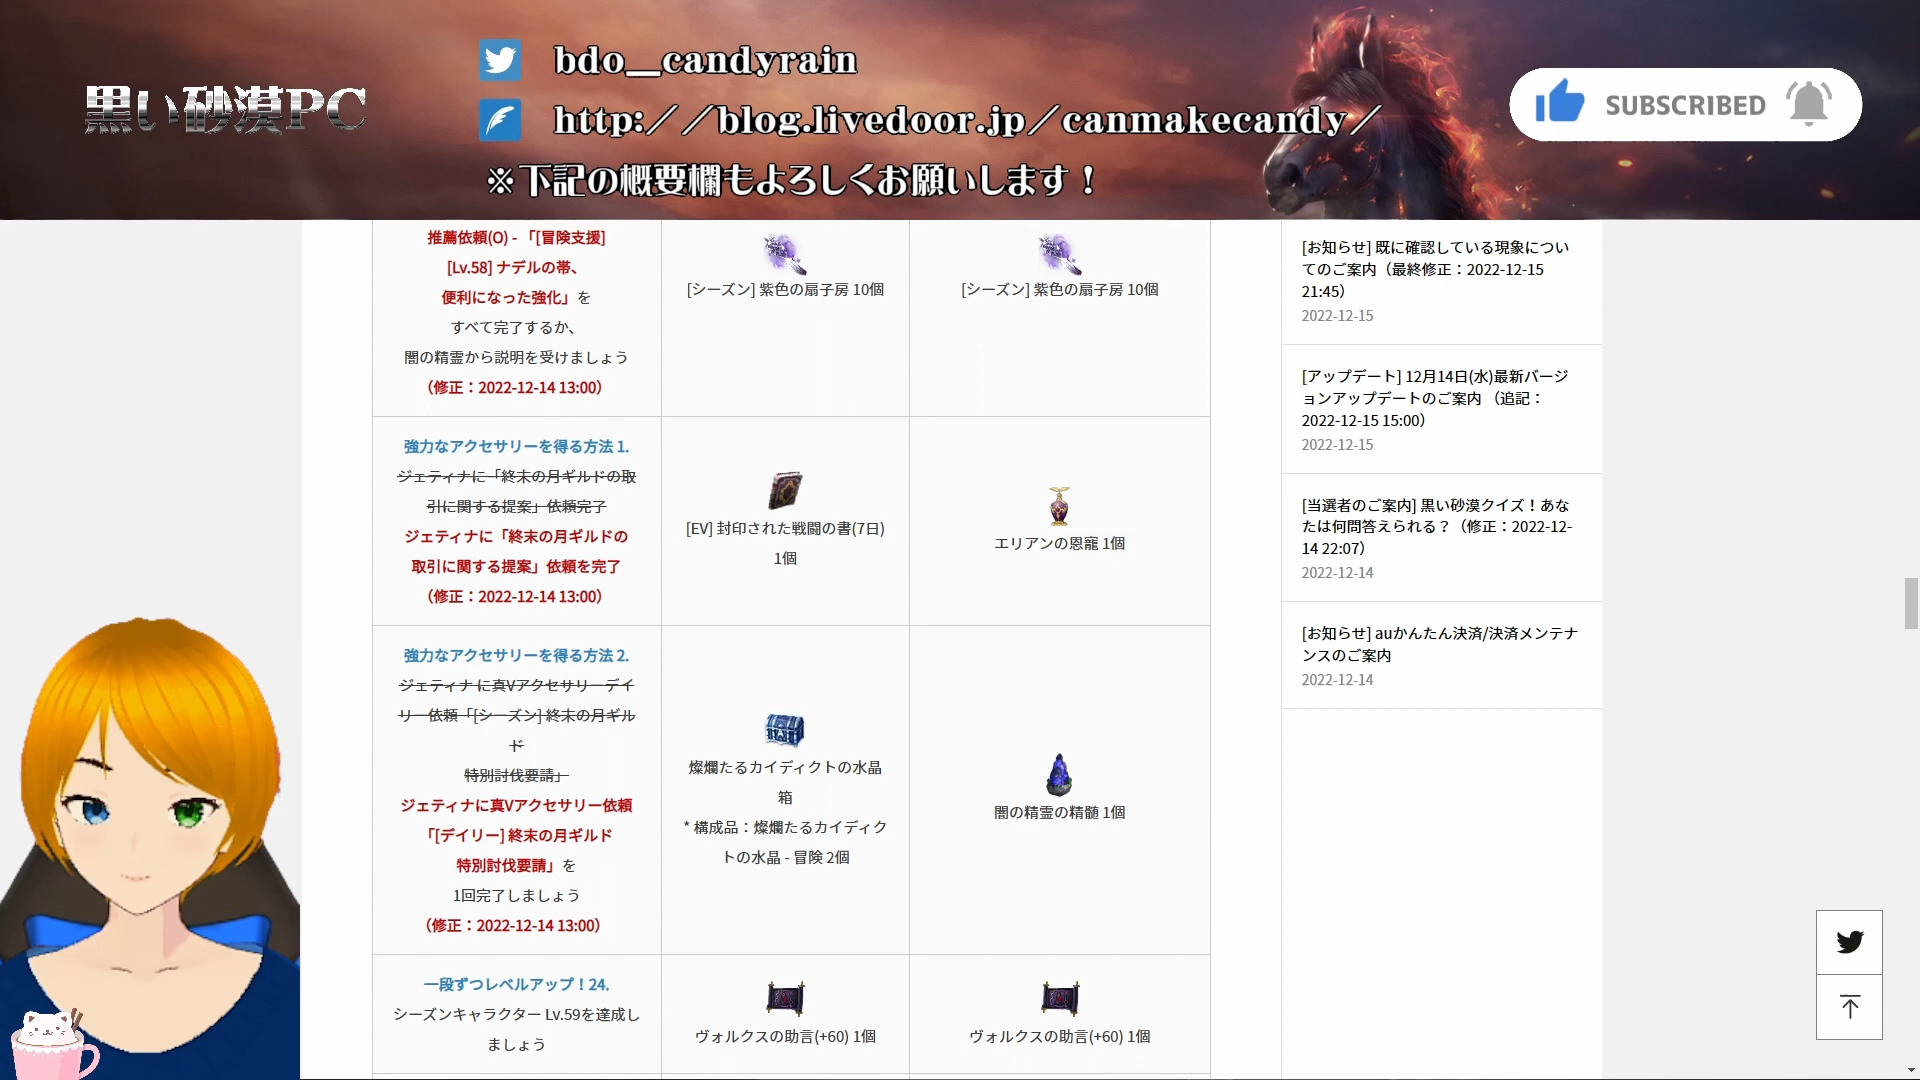 黒い砂漠PC
bdo_candyrain
http://blog.livedoor.jp/canmakecandy/
※下記の概要欄もよろしくお願いします！
SUBSCRIBED
推薦依頼(O) - 「[冒険支援]
[Lv.58] ナデルの帯、
便利になった強化」を
すべて完了するか、
闇の精霊から説明を受けましょう
（修正：2022-12-14 13:00）
[シーズン] 紫色の扇子房 10個
[シーズン] 紫色の扇子房 10個
強力なアクセサリーを得る方法 1.
ジェティナに「終末の月ギルドの取
引に関する提案」依頼完了
ジェティナに「終末の月ギルドの
取引に関する提案」依頼を完了
（修正：2022-12-14 13:00）
[EV] 封印された戦闘の書(7日)
1個
エリアンの恩寵 1個
強力なアクセサリーを得る方法 2.
ジェティナ に真Vアクセサリーデイ
リー依頼「[シーズン] 終末の月ギル
ド
特別討伐要請」
ジェティナに真Vアクセサリー依頼
「[デイリー] 終末の月ギルド
特別討伐要請」を
1回完了しましょう
（修正：2022-12-14 13:00）
燦爛たるカイディクトの水晶
箱
* 構成品：燦爛たるカイディク
トの水晶 - 冒険 2個
闇の精霊の精髄 1個
一段ずつレベルアップ！24.
シーズンキャラクター Lv.59を達成し
ましょう
ヴォルクスの助言(+60) 1個
ヴォルクスの助言(+60) 1個
[お知らせ] 既に確認している現象につい
てのご案内（最終修正：2022-12-15
21:45）
2022-12-15
[アップデート] 12月14日(水)最新バージ
ョンアップデートのご案内 （追記：
2022-12-15 15:00）
2022-12-15
[当選者のご案内] 黒い砂漠クイズ！あな
たは何問答えられる？（修正：2022-12-
14 22:07）
2022-12-14
[お知らせ] auかんたん決済/決済メンテナ
ンスのご案内
2022-12-14